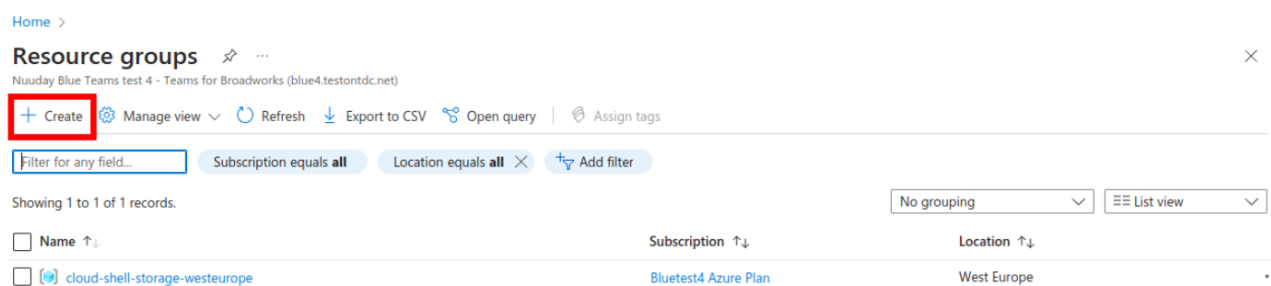 Home >
Resource groups
Nuuday Blue Teams test 4 - Teams for Broadworks (blue4.testontdc.net)
+ Create Manage view Refresh Export to CSV Open query Assign tags
Filter for any field... Subscription equals all Location equals all Add filter
Showing 1 to 1 of 1 records. No grouping List view
Name Subscription Location
cloud-shell-storage-westeurope Bluetest4 Azure Plan West Europe